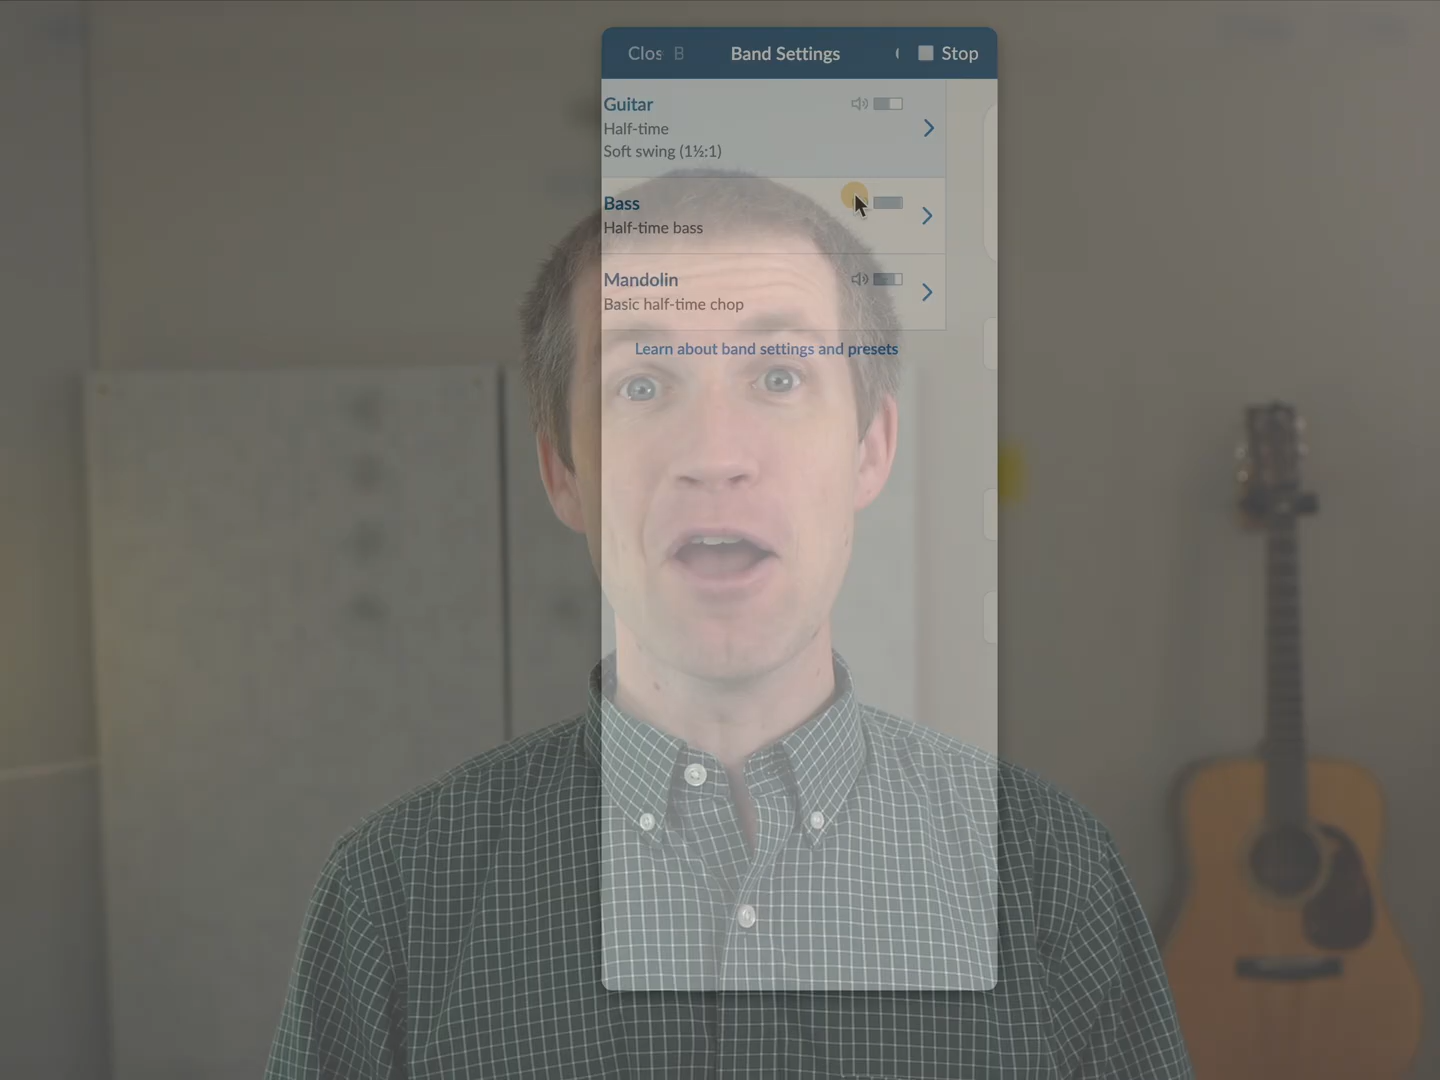 Clos B Band Settings Stop
Guitar
Half-time
Soft swing (1½:1)
Bass
Half-time bass
Mandolin
Basic half-time chop
Learn about band settings and presets